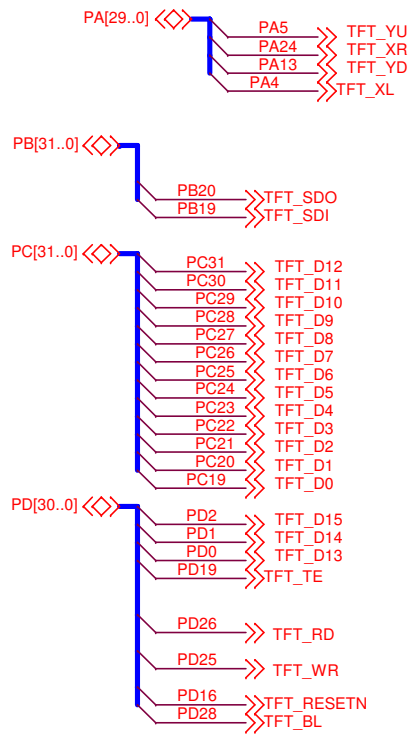 PA[29..0]
PA5 TFT_YU
PA24 TFT_XR
PA13 TFT_YD
PA4 TFT_XL
PB[31..0]
PB20 TFT_SDO
PB19 TFT_SDI
PC[31..0]
PC31 TFT_D12
PC30 TFT_D11
PC29 TFT_D10
PC28 TFT_D9
PC27 TFT_D8
PC26 TFT_D7
PC25 TFT_D6
PC24 TFT_D5
PC23 TFT_D4
PC22 TFT_D3
PC21 TFT_D2
PC20 TFT_D1
PC19 TFT_D0
PD[30..0]
PD2 TFT_D15
PD1 TFT_D14
PD0 TFT_D13
PD19 TFT_TE
PD26 TFT_RD
PD25 TFT_WR
PD16 TFT_RESETN
PD28 TFT_BL